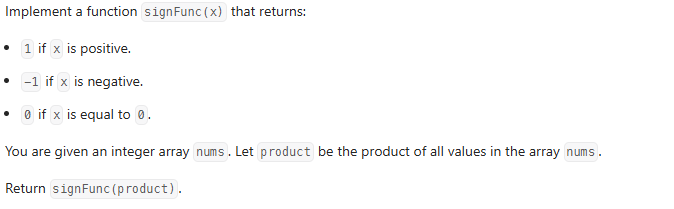 Implement a function signFunc(x) that returns:
• 1 if x is positive.
• -1 if x is negative.
• 0 if x is equal to 0.
You are given an integer array nums. Let product be the product of all values in the array nums.
Return signFunc(product).